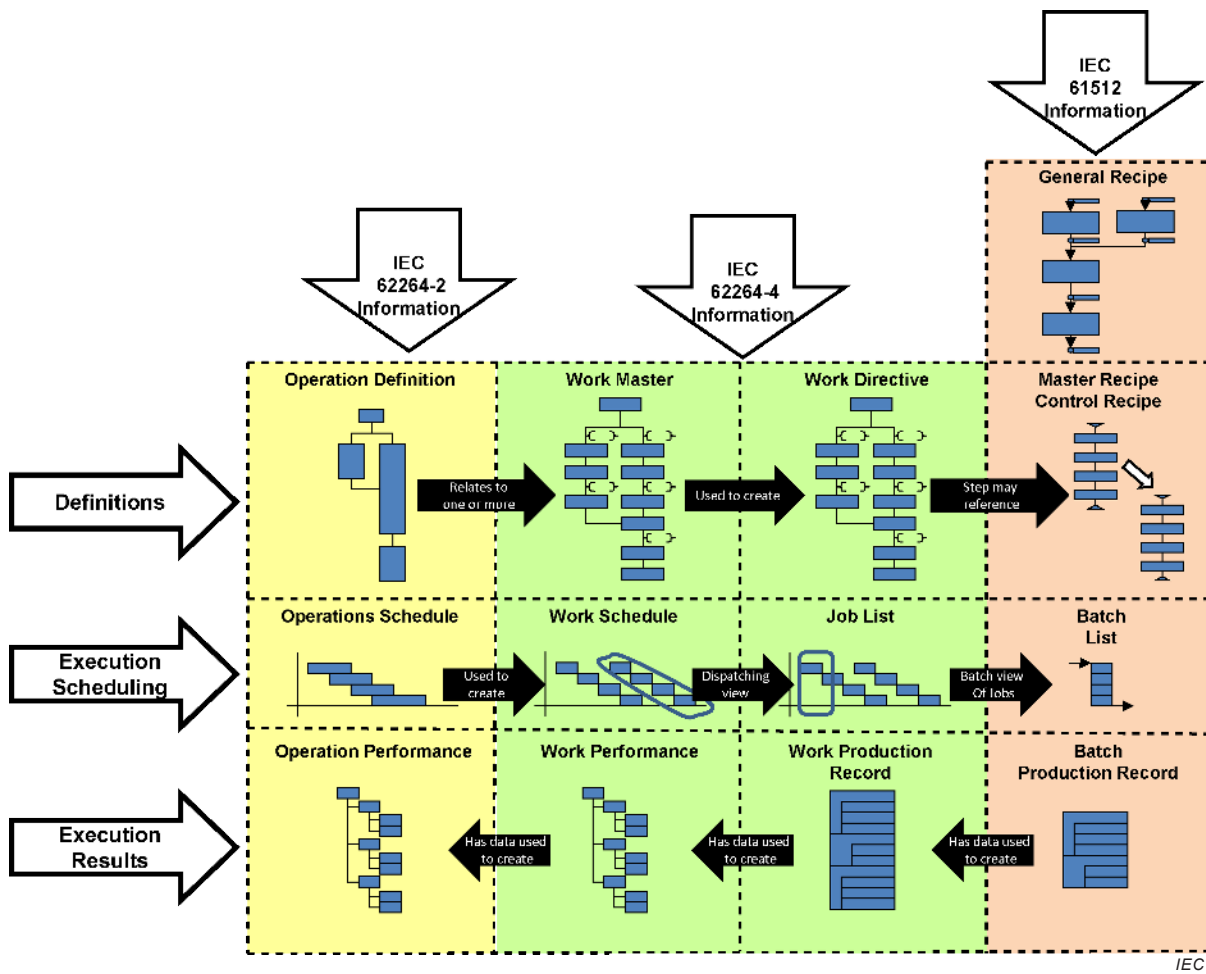 IEC
61512
Information
General Recipe
IEC
62264-2
Information
IEC
62264-4
Information
Definitions
Operation Definition
Work Master
Work Directive
Master Recipe
Control Recipe
Relates to
one or more
Used to create
Step may
reference
Execution
Scheduling
Operations Schedule
Work Schedule
Job List
Batch
List
Used to
create
Dispatching
view
Batch view
Of Jobs
Execution
Results
Operation Performance
Work Performance
Work Production
Record
Batch
Production Record
Has data used
to create
Has data used
to create
Has data used
to create
IEC